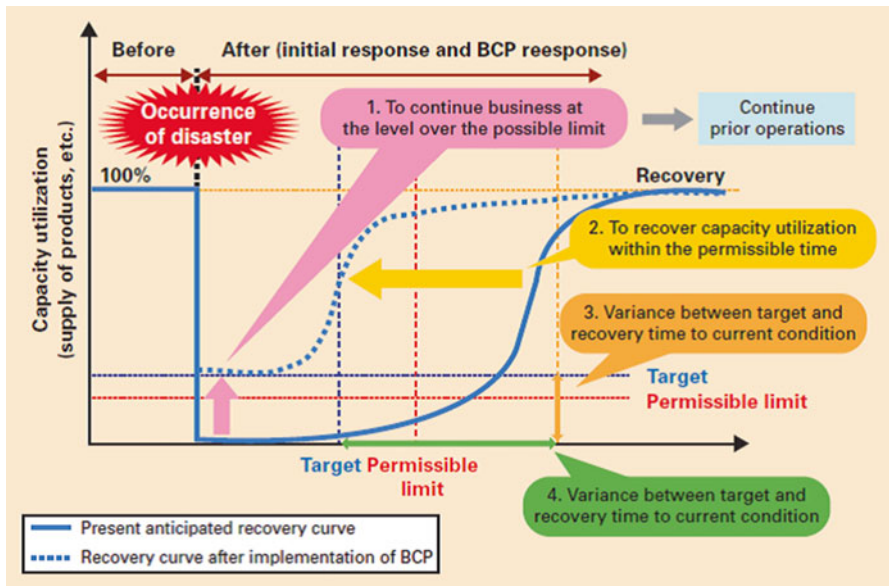 Before
After (initial response and BCP reesponse)
Occurrence
of disaster
1. To continue business at
the level over the possible limit
Continue
prior operations
100%
Recovery
Capacity utilization
(supply of products, etc.)
2. To recover capacity utilization
within the permissible time
3. Variance between target and
recovery time to current condition
Target
Permissible limit
Target Permissible
limit
4. Variance between target and
recovery time to current condition
Present anticipated recovery curve
Recovery curve after implementation of BCP